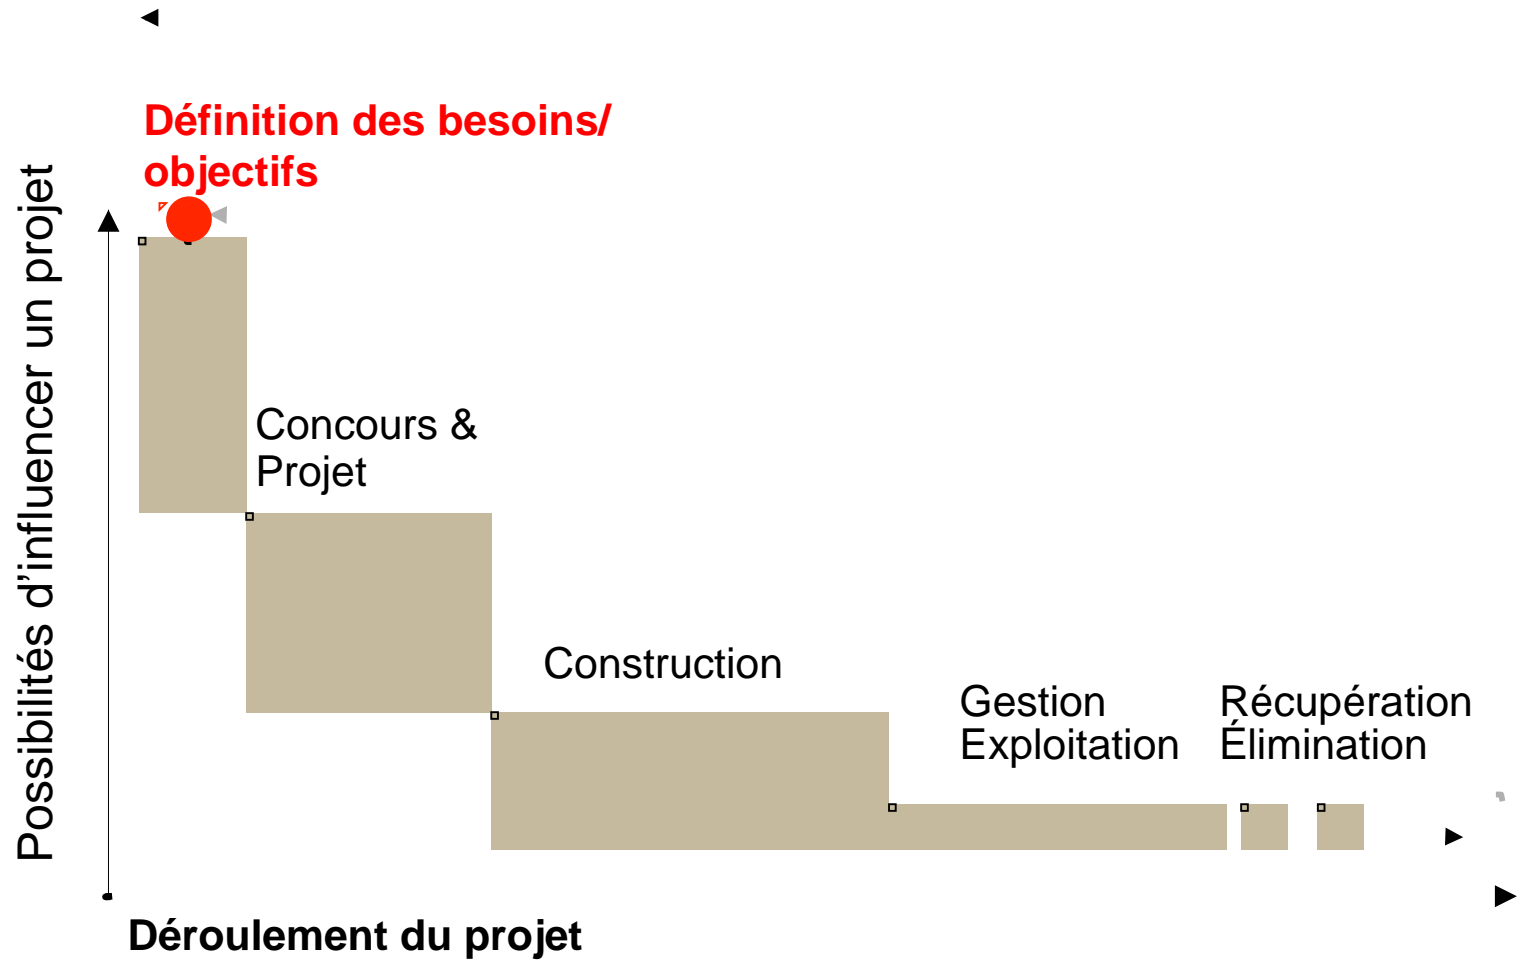 Définition des besoins/
objectifs
Possibilités d’influencer un projet
Concours &
Projet
Construction
Gestion
Exploitation
Récupération
Élimination
Déroulement du projet